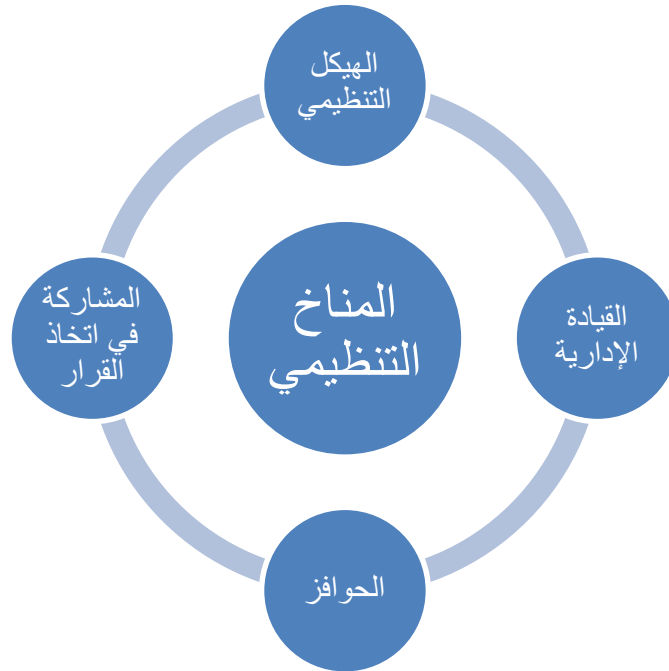 الهيكل
التنظيمي
القيادة
الإدارية
المناخ
التنظيمي
المشاركة
في اتخاذ
القرار
الحوافز